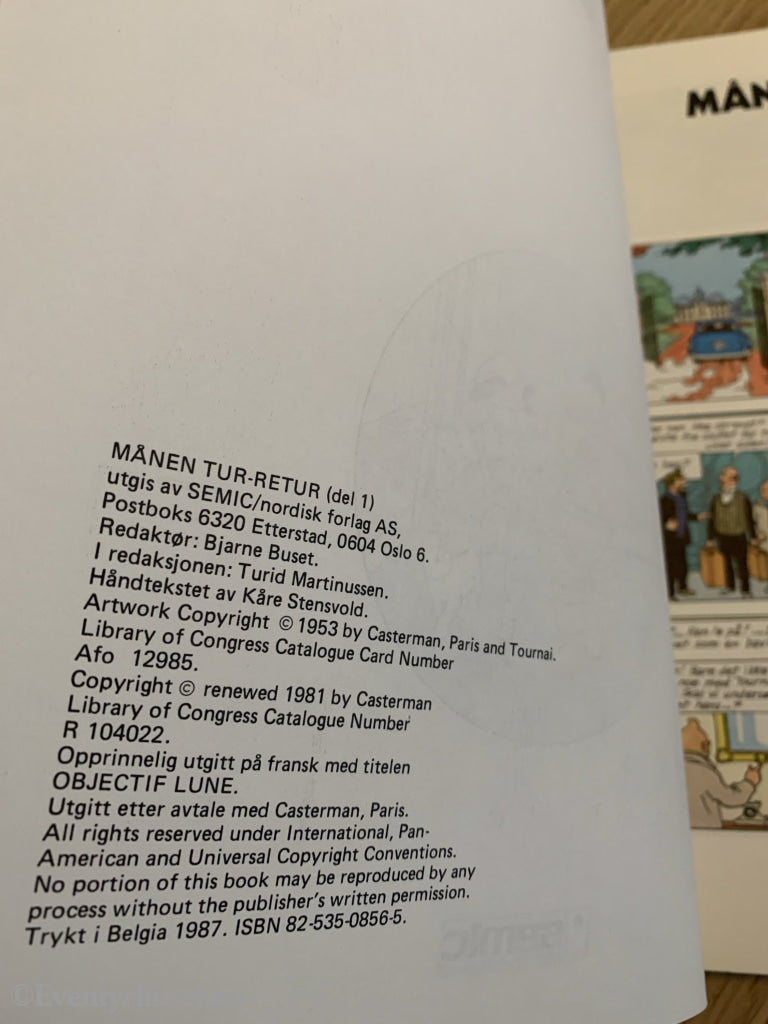 MÅNEN TUR-RETUR (del 1)
utgis av SEMIC/nordisk forlag AS,
Postboks 6320 Etterstad, 0604 Oslo 6.
Redaktør: Bjarne Buset.
I redaksjonen: Turid Martinussen.
Håndtekstet av Kåre Stensvold.
Artwork Copyright © 1953 by Casterman, Paris and Tournai.
Library of Congress Catalogue Card Number
Afo 12985.
Copyright © renewed 1981 by Casterman
Library of Congress Catalogue Number
R 104022.
Opprinnelig utgitt på fransk med titelen
OBJECTIF LUNE.
Utgitt etter avtale med Casterman, Paris.
All rights reserved under International, Pan-
American and Universal Copyright Conventions.
No portion of this book may be reproduced by any
process without the publisher's written permission.
Trykt i Belgia 1987. ISBN 82-535-0856-5.
semic
MÅN